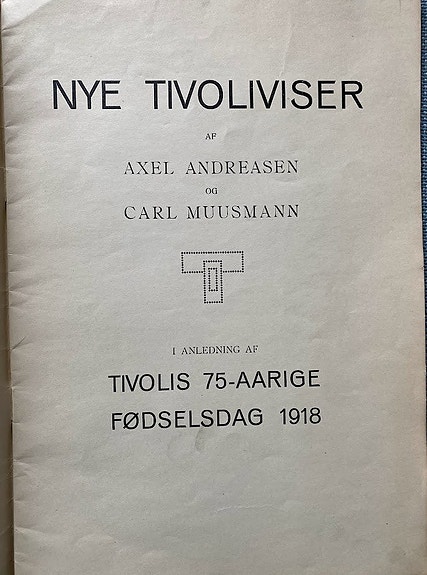 NYE TIVOLIVISER
AF
AXEL ANDREASEN
OG
CARL MUUSMANN
I ANLEDNING AF
TIVOLIS 75-AARIGE
FØDSELSDAG 1918